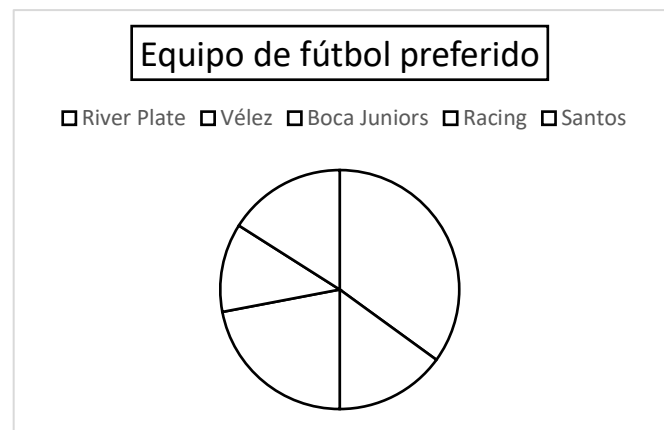 Equipo de fútbol preferido
River Plate Vélez Boca Juniors Racing Santos